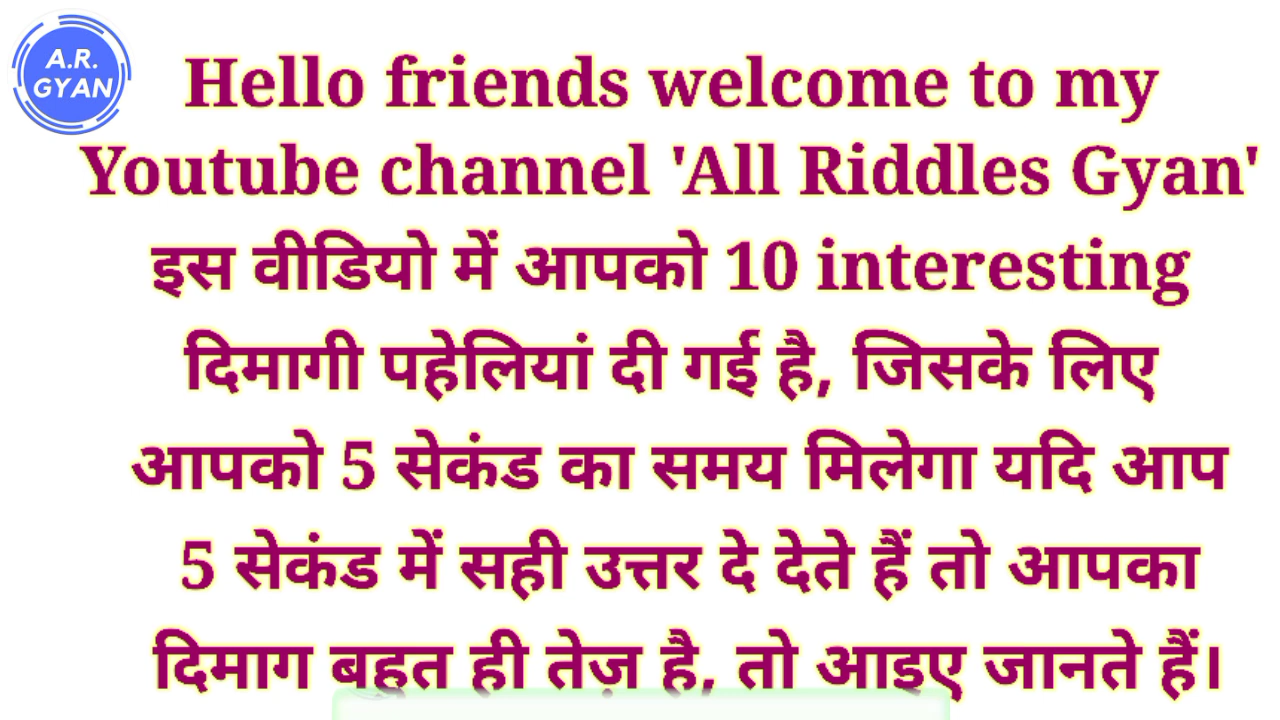 A.R.
GYAN
Hello friends welcome to my
Youtube channel 'All Riddles Gyan'
इस वीडियो में आपको 10 interesting
दिमागी पहेलियां दी गई है, जिसके लिए
आपको 5 सेकंड का समय मिलेगा यदि आप
5 सेकंड में सही उत्तर दे देते हैं तो आपका
दिमाग बहुत ही तेज़ है, तो आइए जानते हैं।